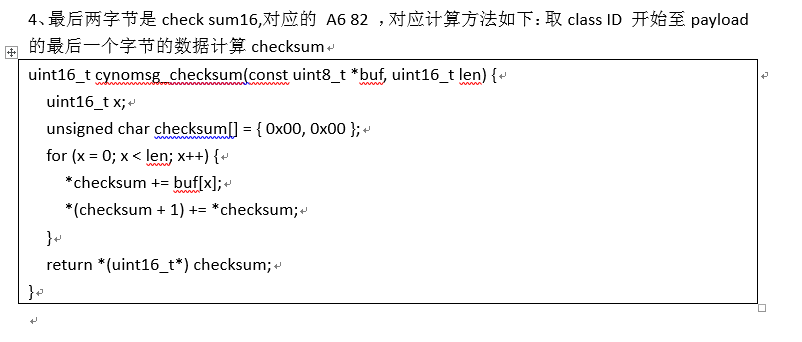 4、最后两字节是 check sum16,对应的 A6 82 ，对应计算方法如下：取 class ID 开始至 payload
的最后一个字节的数据计算 checksum
uint16_t cynomsg_checksum(const uint8_t *buf, uint16_t len) {
uint16_t x;
unsigned char checksum[] = { 0x00, 0x00 };
for (x = 0; x < len; x++) {
*checksum += buf[x];
*(checksum + 1) += *checksum;
}
return *(uint16_t*) checksum;
}